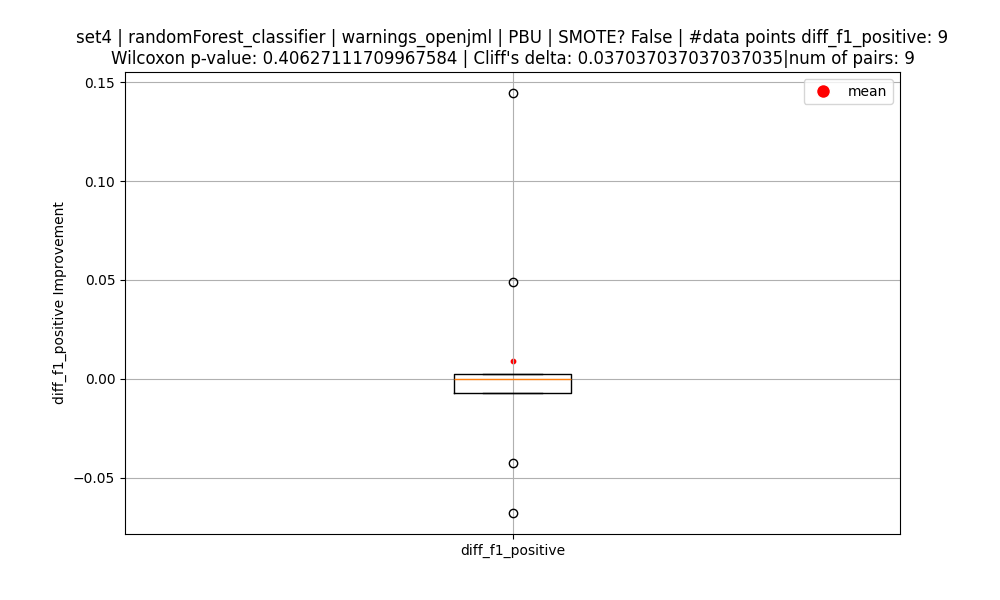 set4 | randomForest_classifier | warnings_openjml | PBU | SMOTE? False | #data points diff_f1_positive: 9
Wilcoxon p-value: 0.40627111709967584 | Cliff's delta: 0.037037037037037035|num of pairs: 9
mean
0.15
0.10
0.05
0.00
−0.05
diff_f1_positive Improvement
diff_f1_positive